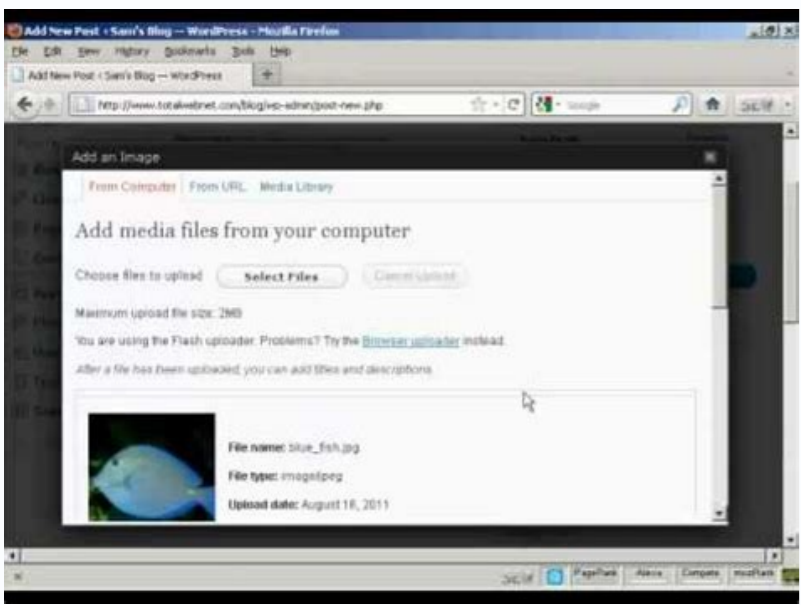 Add New Post ‹ Sam's Blog — WordPress - Mozilla Firefox
File Edit View History Bookmarks Tools Help
Add New Post ‹ Sam's Blog — WordPress
http://www.totalwebnet.com/blog/wp-admin/post-new.php
Google
Add an Image
From Computer From URL Media Library
Add media files from your computer
Choose files to upload Select Files Cancel Upload
Maximum upload file size: 2MB
You are using the Flash uploader. Problems? Try the Browser uploader instead.
After a file has been uploaded, you can add titles and descriptions.
File name: blue_fish.jpg
File type: image/jpeg
Upload date: August 18, 2011
PageRank Alexa Compete mozRank